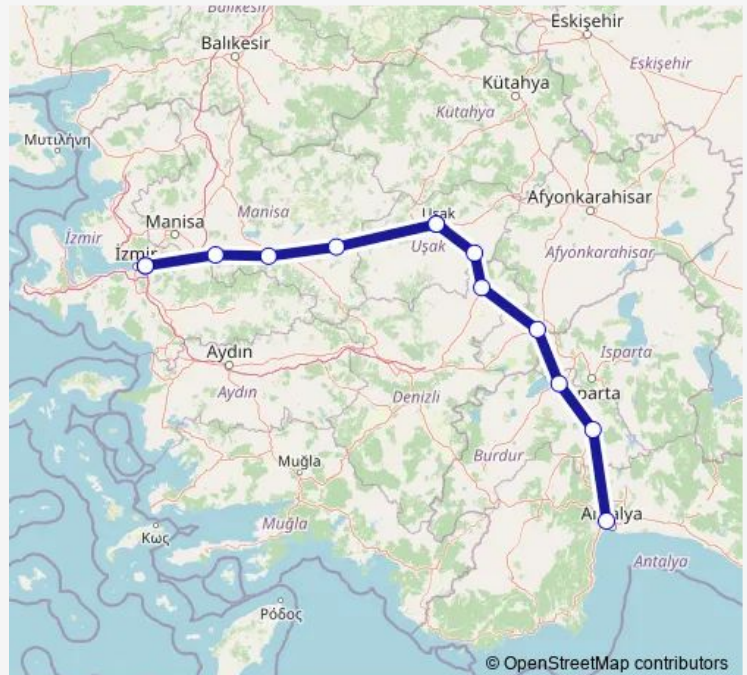 Balıkesir
Eskişehir
Balıkesir
Eskişehir
Kütahya
Kütahya
Μυτιλήνη
Manisa
Manisa
Uşak
Afyonkarahisar
İzmir
İzmir
Uşak
Afyonkarahisar
Aydın
Isparta
Aydın
Denizli
parta
Burdur
Muğla
Muğla
Antalya
Κως
Antalya
Ρόδος
© OpenStreetMap contributors